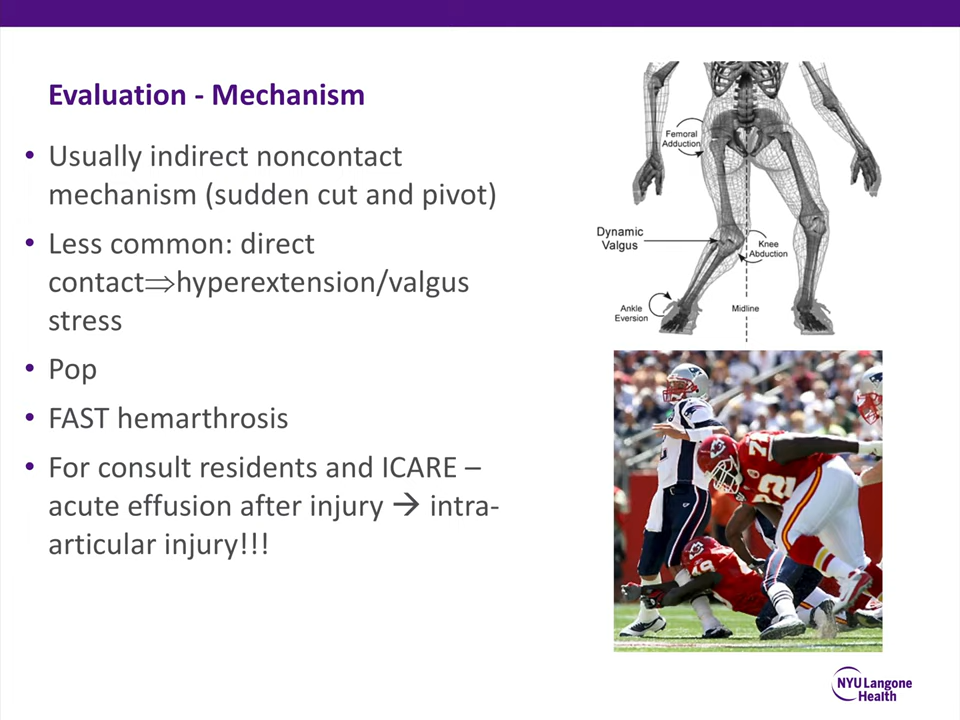 Evaluation - Mechanism
• Usually indirect noncontact
mechanism (sudden cut and pivot)
• Less common: direct
contact⇒hyperextension/valgus
stress
• Pop
• FAST hemarthrosis
• For consult residents and ICARE –
acute effusion after injury → intra-
articular injury!!!
Femoral
Adduction
Dynamic
Valgus
Knee
Abduction
Ankle
Eversion
Midline
72
49
NYU Langone
Health